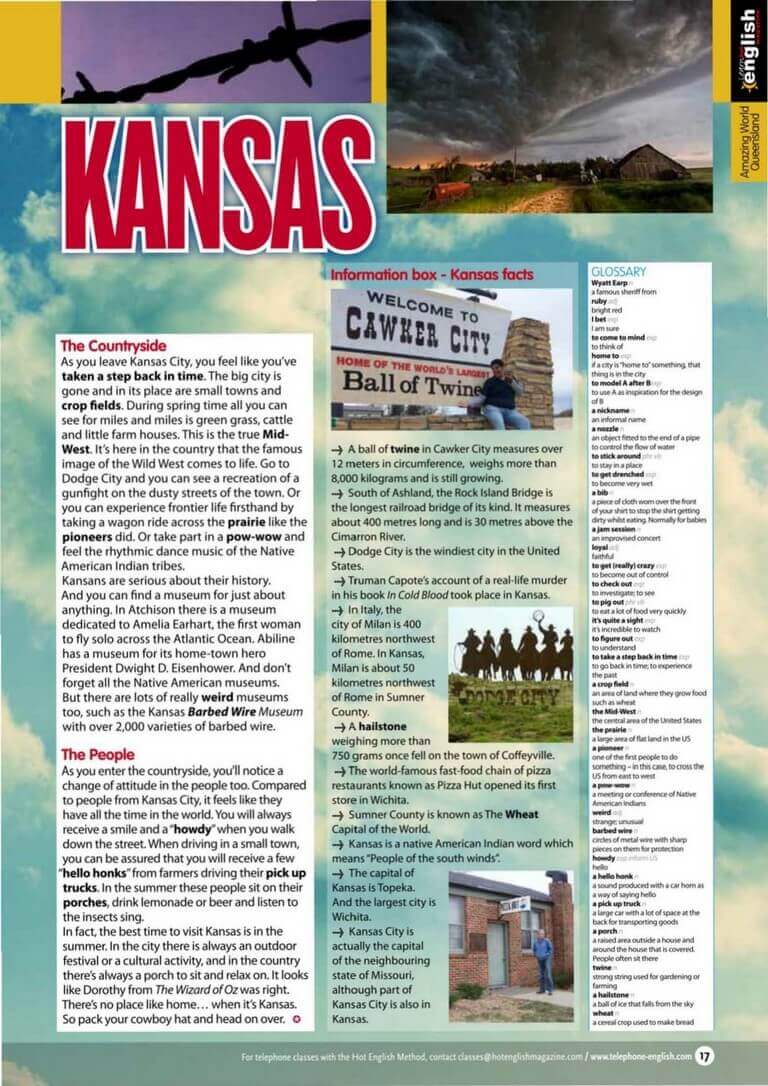 Learn hot
english
magazine
Amazing World
Queensland
KANSAS
The Countryside
As you leave Kansas City, you feel like you've
taken a step back in time. The big city is
gone and in its place are small towns and
crop fields. During spring time all you can
see for miles and miles is green grass, cattle
and little farm houses. This is the true Mid-
West. It's here in the country that the famous
image of the Wild West comes to life. Go to
Dodge City and you can see a recreation of a
gunfight on the dusty streets of the town. Or
you can experience frontier life firsthand by
taking a wagon ride across the prairie like the
pioneers did. Or take part in a pow-wow and
feel the rhythmic dance music of the Native
American Indian tribes.
Kansans are serious about their history.
And you can find a museum for just about
anything. In Atchison there is a museum
dedicated to Amelia Earhart, the first woman
to fly solo across the Atlantic Ocean. Abiline
has a museum for its home-town hero
President Dwight D. Eisenhower. And don't
forget all the Native American museums.
But there are lots of really weird museums
too, such as the Kansas Barbed Wire Museum
with over 2,000 varieties of barbed wire.
The People
As you enter the countryside, you'll notice a
change of attitude in the people too. Compared
to people from Kansas City, it feels like they
have all the time in the world. You will always
receive a smile and a "howdy" when you walk
down the street. When driving in a small town,
you can be assured that you will receive a few
"hello honks" from farmers driving their pick up
trucks. In the summer these people sit on their
porches, drink lemonade or beer and listen to
the insects sing.
In fact, the best time to visit Kansas is in the
summer. In the city there is always an outdoor
festival or a cultural activity, and in the country
there's always a porch to sit and relax on. It looks
like Dorothy from The Wizard of Oz was right.
There's no place like home… when it's Kansas.
So pack your cowboy hat and head on over.
Information box - Kansas facts
WELCOME TO
CAWKER CITY
HOME OF THE WORLD'S LARGEST
Ball of Twine
→ A ball of twine in Cawker City measures over
12 meters in circumference, weighs more than
8,000 kilograms and is still growing.
→ South of Ashland, the Rock Island Bridge is
the longest railroad bridge of its kind. It measures
about 400 metres long and is 30 metres above the
Cimarron River.
→ Dodge City is the windiest city in the United
States.
→ Truman Capote's account of a real-life murder
in his book In Cold Blood took place in Kansas.
→ In Italy, the
city of Milan is 400
kilometres northwest
of Rome. In Kansas,
Milan is about 50
kilometres northwest
of Rome in Sumner
County.
DODGE CITY
→ A hailstone
weighing more than
750 grams once fell on the town of Coffeyville.
→ The world-famous fast-food chain of pizza
restaurants known as Pizza Hut opened its first
store in Wichita.
→ Sumner County is known as The Wheat
Capital of the World.
→ Kansas is a native American Indian word which
means "People of the south winds".
→ The capital of
Kansas is Topeka.
And the largest city is
Wichita.
→ Kansas City is
actually the capital
of the neighbouring
state of Missouri,
although part of
Kansas City is also in
Kansas.
PIZZA HUT
GLOSSARY
Wyatt Earp n
a famous sheriff from
ruby adj
bright red
I bet exp
I am sure
to come to mind exp
to think of
home to exp
if a city is "home to" something, that
thing is in the city
to model A after B exp
to use A as inspiration for the design
of B
a nickname n
an informal name
a nozzle n
an object fitted to the end of a pipe
to control the flow of water
to stick around phr vb
to stay in a place
to get drenched exp
to become very wet
a bib n
a piece of cloth worn over the front
of your shirt to stop the shirt getting
dirty whilst eating. Normally for babies
a jam session n
an improvised concert
loyal adj
faithful
to get (really) crazy exp
to become out of control
to check out exp
to investigate; to see
to pig out phr vb
to eat a lot of food very quickly
it's quite a sight exp
it's incredible to watch
to figure out exp
to understand
to take a step back in time exp
to go back in time; to experience
the past
a crop field n
an area of land where they grow food
such as wheat
the Mid-West n
the central area of the United States
the prairie n
a large area of flat land in the US
a pioneer n
one of the first people to do
something – in this case, to cross the
US from east to west
a pow-wow n
a meeting or conference of Native
American Indians
weird adj
strange; unusual
barbed wire n
circles of metal wire with sharp
pieces on them for protection
howdy exp inform US
hello
a hello honk n
a sound produced with a car horn as
a way of saying hello
a pick up truck n
a large car with a lot of space at the
back for transporting goods
a porch n
a raised area outside a house and
around the house that is covered.
People often sit there
twine n
strong string used for gardening or
farming
a hailstone n
a ball of ice that falls from the sky
wheat n
a cereal crop used to make bread
For telephone classes with the Hot English Method, contact classes@hotenglishmagazine.com / www.telephone-english.com 17